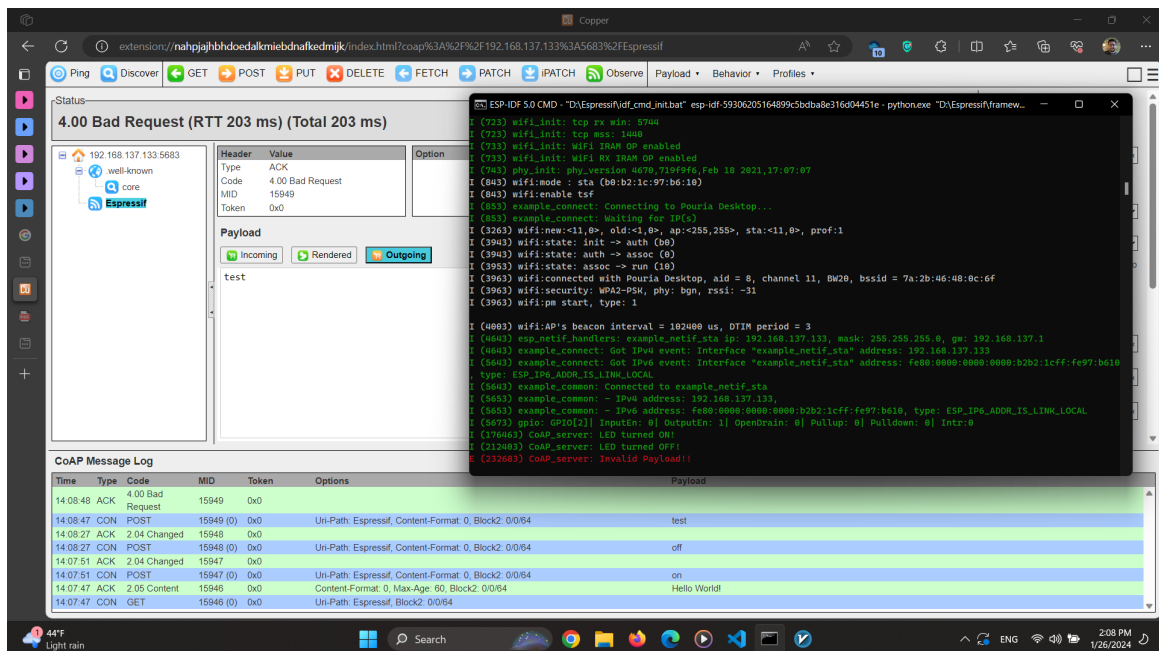 Copper
extension://nahpjajhbhdoedalkmiebdnafkedmijk/index.html?coap%3A%2F%2F192.168.137.133%3A5683%2FEspressif
10
Ping Discover GET POST PUT DELETE FETCH PATCH iPATCH Observe Payload Behavior Profiles
Status
4.00 Bad Request (RTT 203 ms) (Total 203 ms)
192.168.137.133:5683
.well-known
core
Espressif
Header Value Option
Type ACK
Code 4.00 Bad Request
MID 15949
Token 0x0
Payload
Incoming Rendered Outgoing
test
ESP-IDF 5.0 CMD - "D:\Espressif\idf_cmd_init.bat" esp-idf-59306205164899c5bdba8e316d04451e - python.exe "D:\Espressif\framew...
I (723) wifi_init: tcp rx win: 5744
I (723) wifi_init: tcp mss: 1440
I (733) wifi_init: WiFi IRAM OP enabled
I (733) wifi_init: WiFi RX IRAM OP enabled
I (743) phy_init: phy_version 4670,719f9f6,Feb 18 2021,17:07:07
I (843) wifi:mode : sta (b0:b2:1c:97:b6:10)
I (843) wifi:enable tsf
I (853) example_connect: Connecting to Pouria Desktop...
I (853) example_connect: Waiting for IP(s)
I (3263) wifi:new:<11,0>, old:<1,0>, ap:<255,255>, sta:<11,0>, prof:1
I (3943) wifi:state: init -> auth (b0)
I (3943) wifi:state: auth -> assoc (0)
I (3953) wifi:state: assoc -> run (10)
I (3963) wifi:connected with Pouria Desktop, aid = 8, channel 11, BW20, bssid = 7a:2b:46:48:0c:6f
I (3963) wifi:security: WPA2-PSK, phy: bgn, rssi: -31
I (3963) wifi:pm start, type: 1
I (4003) wifi:AP's beacon interval = 102400 us, DTIM period = 3
I (4643) esp_netif_handlers: example_netif_sta ip: 192.168.137.133, mask: 255.255.255.0, gw: 192.168.137.1
I (4643) example_connect: Got IPv4 event: Interface "example_netif_sta" address: 192.168.137.133
I (5643) example_connect: Got IPv6 event: Interface "example_netif_sta" address: fe80:0000:0000:0000:b2b2:1cff:fe97:b610
, type: ESP_IP6_ADDR_IS_LINK_LOCAL
I (5643) example_common: Connected to example_netif_sta
I (5653) example_common: - IPv4 address: 192.168.137.133,
I (5653) example_common: - IPv6 address: fe80:0000:0000:0000:b2b2:1cff:fe97:b610, type: ESP_IP6_ADDR_IS_LINK_LOCAL
I (5673) gpio: GPIO[2]| InputEn: 0| OutputEn: 1| OpenDrain: 0| Pullup: 0| Pulldown: 0| Intr:0
I (176463) CoAP_server: LED turned ON!
I (212403) CoAP_server: LED turned OFF!
E (232683) CoAP_server: Invalid Payload!!
CoAP Message Log
Time Type Code MID Token Options Payload
14:08:48 ACK 4.00 Bad Request 15949 0x0
14:08:47 CON POST 15949 (0) 0x0 Uri-Path: Espressif, Content-Format: 0, Block2: 0/0/64 test
14:08:27 ACK 2.04 Changed 15948 0x0
14:08:27 CON POST 15948 (0) 0x0 Uri-Path: Espressif, Content-Format: 0, Block2: 0/0/64 off
14:07:51 ACK 2.04 Changed 15947 0x0
14:07:51 CON POST 15947 (0) 0x0 Uri-Path: Espressif, Content-Format: 0, Block2: 0/0/64 on
14:07:47 ACK 2.05 Content 15946 0x0 Content-Format: 0, Max-Age: 60, Block2: 0/0/64 Hello World!
14:07:47 CON GET 15946 (0) 0x0 Uri-Path: Espressif, Block2: 0/0/64
1
44°F
Light rain
Search
ENG
2:08 PM
1/26/2024